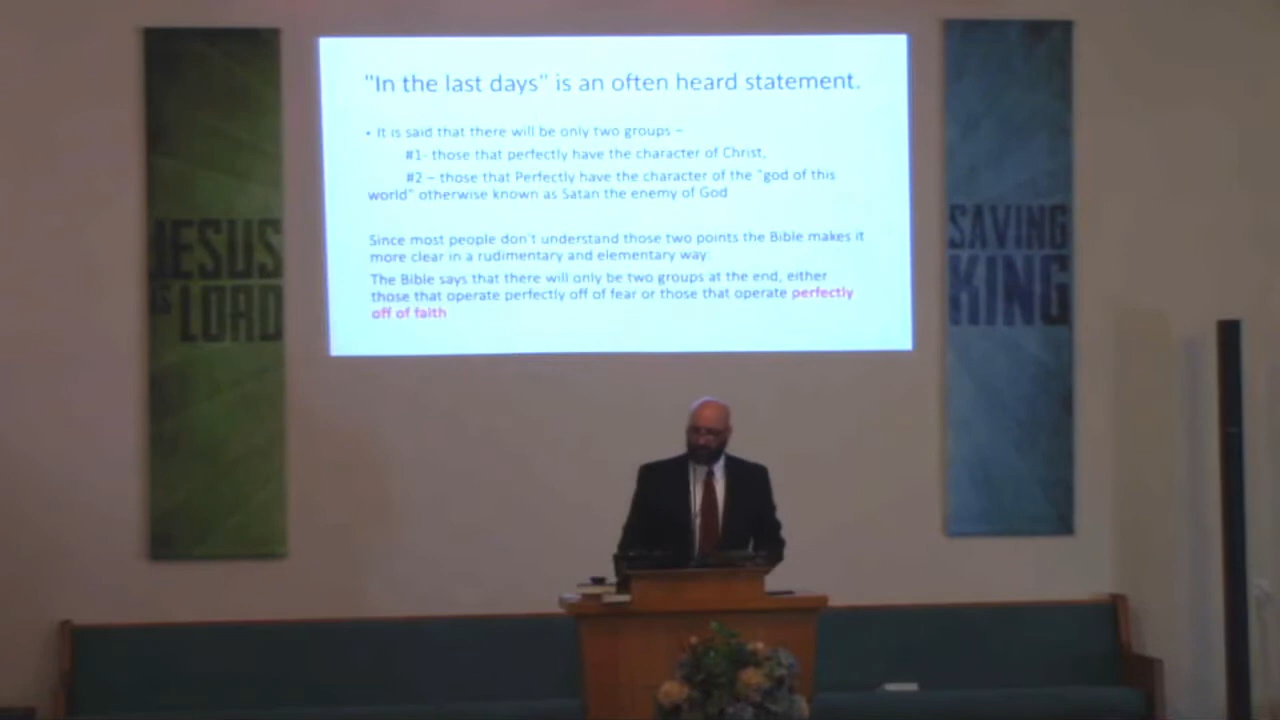 "In the last days" is an often heard statement.
• It is said that there will be only two groups –
#1- those that perfectly have the character of Christ,
#2 – those that Perfectly have the character of the "god of this
world" otherwise known as Satan the enemy of God
Since most people don't understand those two points the Bible makes it
more clear in a rudimentary and elementary way:
The Bible says that there will only be two groups at the end, either
those that operate perfectly off of fear or those that operate perfectly
off of faith
JESUS
IS LORD
SAVING
KING